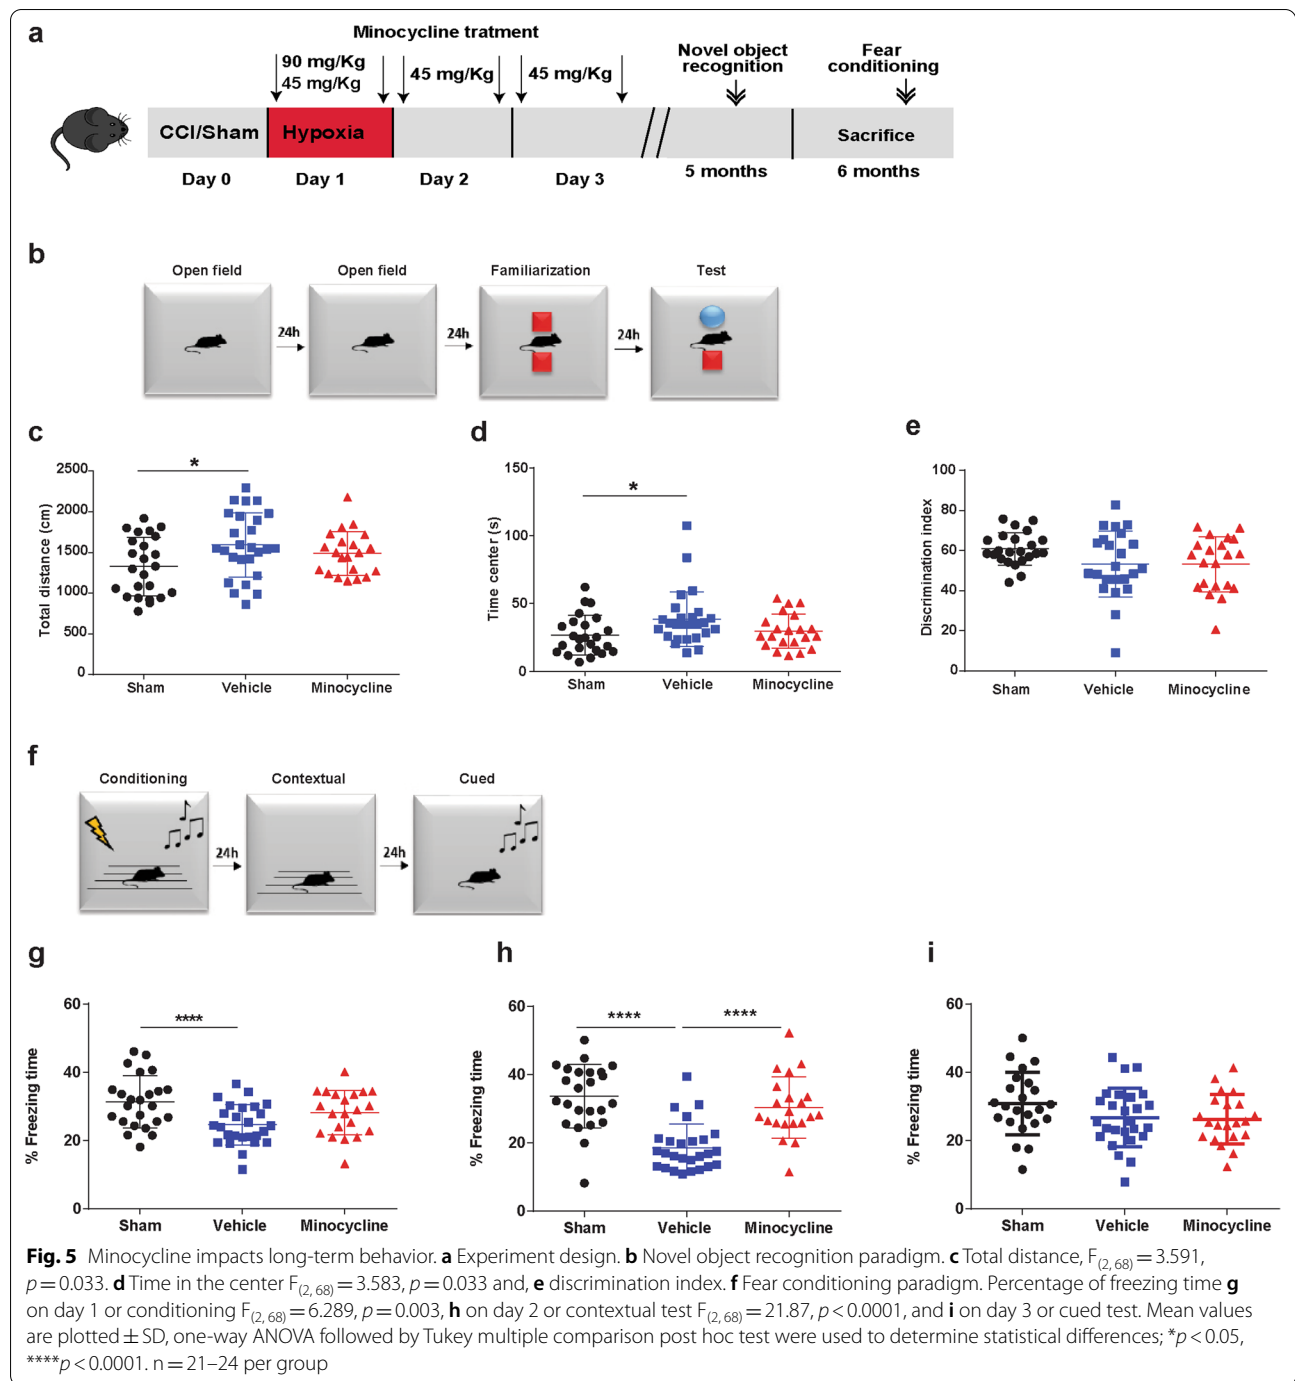 a
Minocycline tratment
90 mg/Kg
45 mg/Kg
45 mg/Kg
45 mg/Kg
Novel object
recognition
Fear
conditioning
CCI/Sham
Hypoxia
Sacrifice
Day 0
Day 1
Day 2
Day 3
5 months
6 months
b
Open field
Open field
Familiarization
Test
24h
24h
24h
c
*
Total distance (cm)
2500
2000
1500
1000
500
0
Sham
Vehicle
Minocycline
d
*
Time center (s)
150
100
50
0
Sham
Vehicle
Minocycline
e
Discrimination index
100
80
60
40
20
0
Sham
Vehicle
Minocycline
f
Conditioning
Contextual
Cued
24h
24h
g
****
% Freezing time
60
40
20
0
Sham
Vehicle
Minocycline
h
****
****
% Freezing time
60
40
20
0
Sham
Vehicle
Minocycline
i
% Freezing time
60
40
20
0
Sham
Vehicle
Minocycline
Fig. 5 Minocycline impacts long-term behavior. a Experiment design. b Novel object recognition paradigm. c Total distance, F(2, 68) = 3.591,
p = 0.033. d Time in the center F(2, 68) = 3.583, p = 0.033 and, e discrimination index. f Fear conditioning paradigm. Percentage of freezing time g
on day 1 or conditioning F(2, 68) = 6.289, p = 0.003, h on day 2 or contextual test F(2, 68) = 21.87, p < 0.0001, and i on day 3 or cued test. Mean values
are plotted ± SD, one-way ANOVA followed by Tukey multiple comparison post hoc test were used to determine statistical differences; *p < 0.05,
****p < 0.0001. n = 21–24 per group